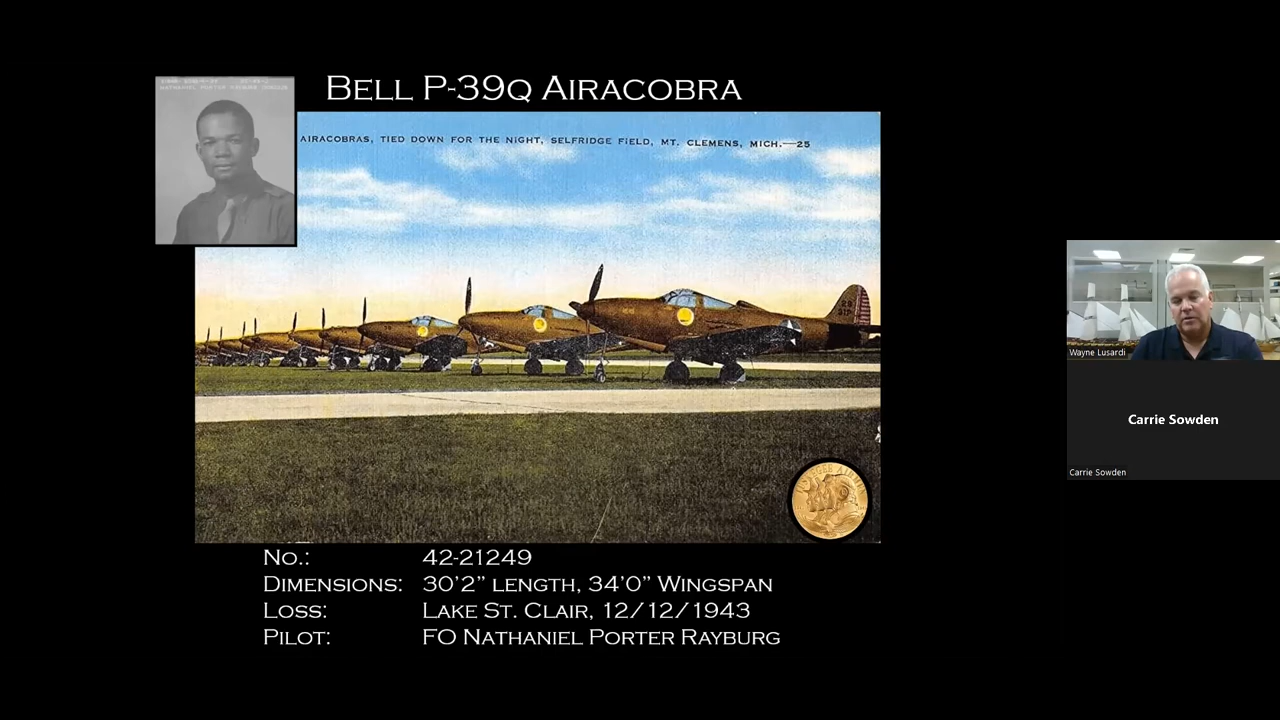 Bell P-39Q Airacobra
AIRACOBRAS, TIED DOWN FOR THE NIGHT, SELFRIDGE FIELD, MT. CLEMENS, MICH.—25
TUSKEGEE AIRMEN
No.: 42-21249
Dimensions: 30’2” length, 34’0” Wingspan
Loss: Lake St. Clair, 12/12/1943
Pilot: FO Nathaniel Porter Rayburg
Wayne Lusardi
Carrie Sowden
Carrie Sowden